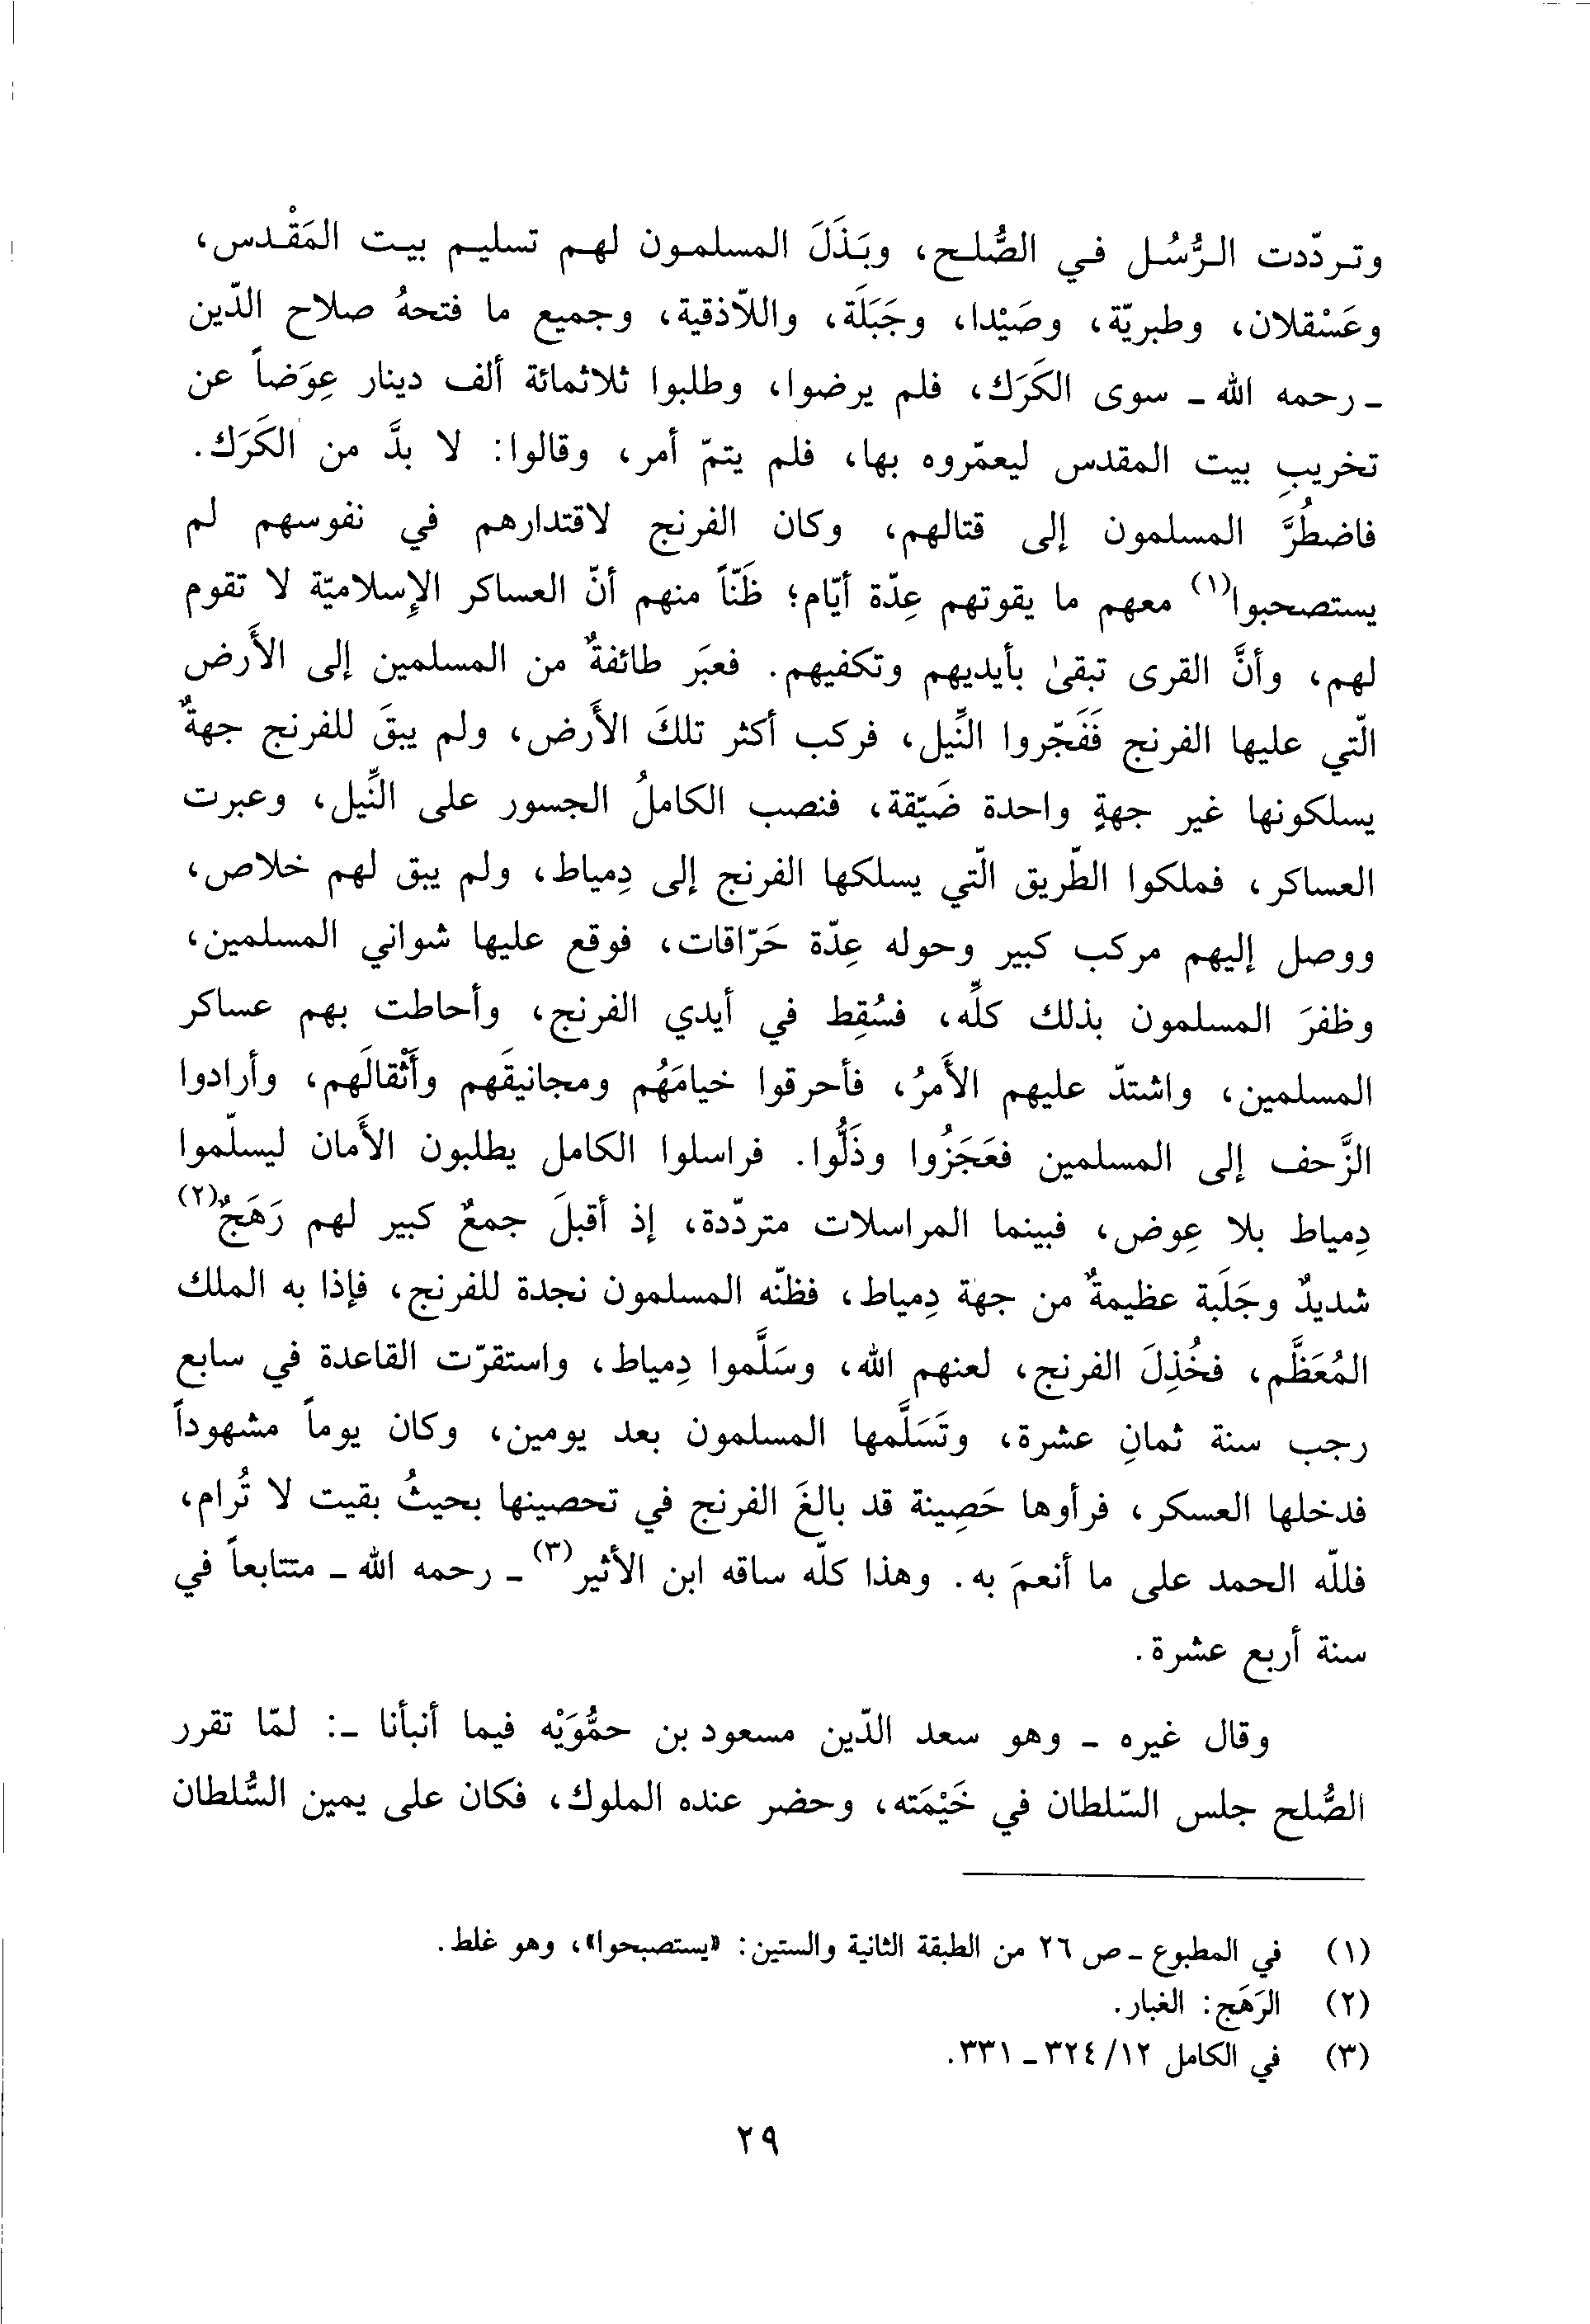 وتردّدت الرُّسُل في الصُّلح، وبَذَلَ المسلمون لهم تسليم بيت المَقْدس،
وعَسْقلان، وطبريّة، وصَيْدا، وجَبَلَة، واللاّذقية، وجميع ما فتحهُ صلاح الدّين
ـ رحمه الله ـ سوى الكَرَك، فلم يرضوا، وطلبوا ثلاثمائة ألف دينار عِوَضاً عن
تخريبِ بيت المقدس ليعمّروه بها، فلم يتمّ أمر، وقالوا: لا بدَّ من الكَرَك.
فاضطُرَّ المسلمون إلى قتالهم، وكان الفرنج لاقتدارهم في نفوسهم لم
يستصحبوا(١) معهم ما يقوتهم عِدّة أيّام؛ ظَنّاً منهم أنّ العساكر الإسلاميّة لا تقوم
لهم، وأنَّ القرى تبقىٰ بأيديهم وتكفيهم. فعبَر طائفةٌ من المسلمين إلى الأَرض
الّتي عليها الفرنج فَفَجّروا النِّيل، فركب أكثر تلكَ الأَرض، ولم يبقَ للفرنج جهةٌ
يسلكونها غير جهةٍ واحدة ضَيّقة، فنصب الكاملُ الجسور على النِّيل، وعبرت
العساكر، فملكوا الطّريق الّتي يسلكها الفرنج إلى دِمياط، ولم يبق لهم خلاص،
ووصل إليهم مركب كبير وحوله عِدّة حَرّاقات، فوقع عليها شواني المسلمين،
وظفرَ المسلمون بذلك كلِّه، فسُقِط في أيدي الفرنج، وأحاطت بهم عساكر
المسلمين، واشتدّ عليهم الأَمرُ، فأحرقوا خيامَهُم ومجانيقَهم وأَثْقالَهم، وأرادوا
الزَّحف إلى المسلمين فعَجَزُوا وذَلُّوا. فراسلوا الكامل يطلبون الأَمان ليسلّموا
دِمياط بلا عِوض، فبينما المراسلات متردّدة، إذ أقبلَ جمعٌ كبير لهم رَهَجٌ(٢)
شديدٌ وجَلَبة عظيمةٌ من جهة دِمياط، فظنّه المسلمون نجدة للفرنج، فإذا به الملك
المُعَظَّم، فخُذِلَ الفرنج، لعنهم الله، وسَلَّموا دِمياط، واستقرّت القاعدة في سابع
رجب سنة ثمانِ عشرة، وتَسَلَّمها المسلمون بعد يومين، وكان يوماً مشهوداً
فدخلها العسكر، فرأوها حَصِينة قد بالغَ الفرنج في تحصينها بحيثُ بقيت لا تُرام،
فللّه الحمد على ما أنعمَ به. وهذا كلّه ساقه ابن الأثير(٣) ـ رحمه الله ـ متتابعاً في
سنة أربع عشرة.
وقال غيره ـ وهو سعد الدّين مسعود بن حمُّوَيْه فيما أنبأنا ـ: لمّا تقرر
الصُّلح جلس السّلطان في خَيْمَته، وحضر عنده الملوك، فكان على يمين السُّلطان
(١) في المطبوع ـ ص ٢٦ من الطبقة الثانية والستين: «يستصبحوا»، وهو غلط.
(٢) الرَهَج: الغبار.
(٣) في الكامل ١٢/ ٣٢٤ ـ ٣٣١.
٢٩